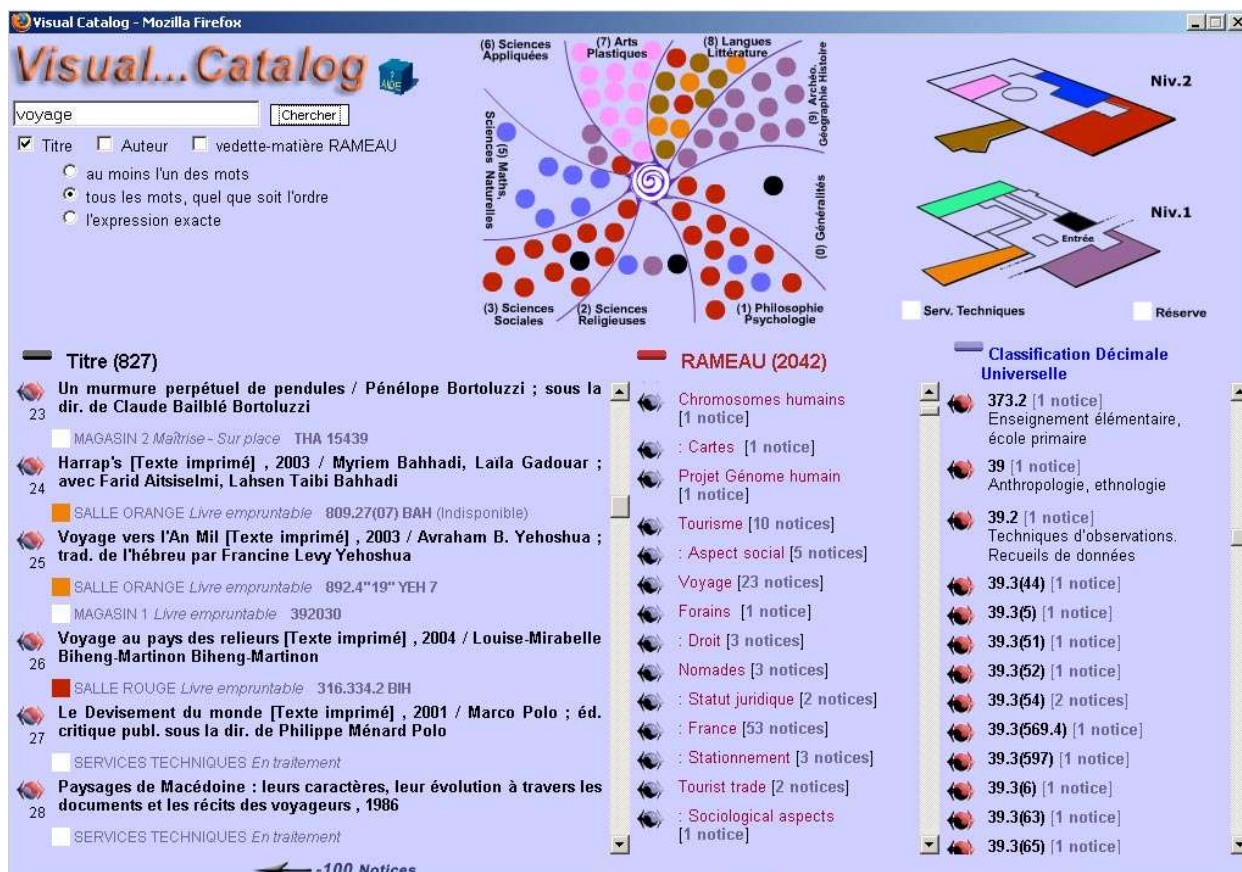 Visual Catalog - Mozilla Firefox
Visual...Catalog
voyage
Chercher
Titre Auteur vedette-matière RAMEAU
au moins l'un des mots
tous les mots, quel que soit l'ordre
l'expression exacte
(6) Sciences
Appliquées
(7) Arts
Plastiques
(8) Langues
Littérature
(9) Archéo.
Géographie Histoire
(0) Généralités
(1) Philosophie
Psychologie
(2) Sciences
Religieuses
(3) Sciences
Sociales
(5) Maths,
Sciences Naturelles
Niv.2
Niv.1
Entrée
Serv. Techniques
Réserve
Titre (827)
23
Un murmure perpétuel de pendules / Pénélope Bortoluzzi ; sous la
dir. de Claude Bailblé Bortoluzzi
MAGASIN 2 Maîtrise - Sur place THA 15439
24
Harrap's [Texte imprimé] , 2003 / Myriem Bahhadi, Laïla Gadouar ;
avec Farid Aitsiselmi, Lahsen Taibi Bahhadi
SALLE ORANGE Livre empruntable 809.27(07) BAH (Indisponible)
25
Voyage vers l'An Mil [Texte imprimé] , 2003 / Avraham B. Yehoshua ;
trad. de l'hébreu par Francine Levy Yehoshua
SALLE ORANGE Livre empruntable 892.4"19" YEH 7
MAGASIN 1 Livre empruntable 392030
26
Voyage au pays des relieurs [Texte imprimé] , 2004 / Louise-Mirabelle
Biheng-Martinon Biheng-Martinon
SALLE ROUGE Livre empruntable 316.334.2 BIH
27
Le Devisement du monde [Texte imprimé] , 2001 / Marco Polo ; éd.
critique publ. sous la dir. de Philippe Ménard Polo
SERVICES TECHNIQUES En traitement
28
Paysages de Macédoine : leurs caractères, leur évolution à travers les
documents et les récits des voyageurs , 1986
SERVICES TECHNIQUES En traitement
-100 Notices
RAMEAU (2042)
Chromosomes humains
[1 notice]
: Cartes [1 notice]
Projet Génome humain
[1 notice]
Tourisme [10 notices]
: Aspect social [5 notices]
Voyage [23 notices]
Forains [1 notice]
: Droit [3 notices]
Nomades [3 notices]
: Statut juridique [2 notices]
: France [53 notices]
: Stationnement [3 notices]
Tourist trade [2 notices]
: Sociological aspects
[1 notice]
Classification Décimale
Universelle
373.2 [1 notice]
Enseignement élémentaire,
école primaire
39 [1 notice]
Anthropologie, ethnologie
39.2 [1 notice]
Techniques d'observations.
Recueils de données
39.3(44) [1 notice]
39.3(5) [1 notice]
39.3(51) [1 notice]
39.3(52) [1 notice]
39.3(54) [2 notices]
39.3(569.4) [1 notice]
39.3(597) [1 notice]
39.3(6) [1 notice]
39.3(63) [1 notice]
39.3(65) [1 notice]